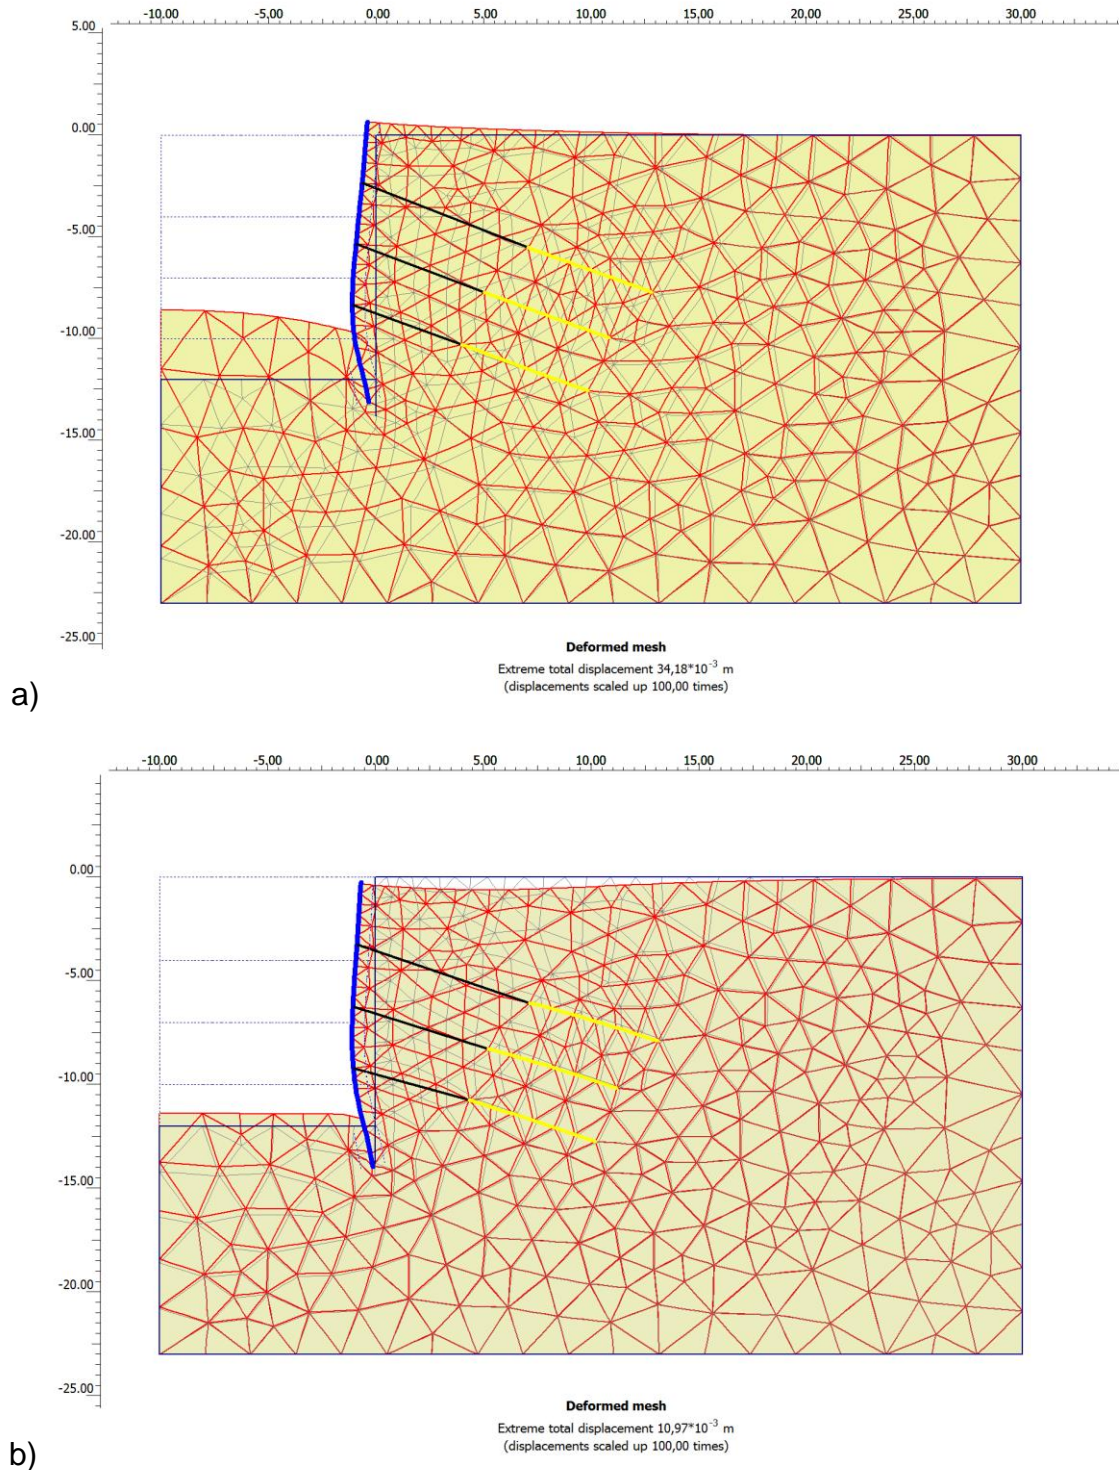 -10,00 -5,00 0,00 5,00 10,00 15,00 20,00 25,00 30,00
5.00
0.00
-5.00
-10.00
-15.00
-20.00
-25.00
Deformed mesh
Extreme total displacement 34,18*10⁻³ m
(displacements scaled up 100,00 times)
a)
-10,00 -5,00 0,00 5,00 10,00 15,00 20,00 25,00 30,00
0.00
-5.00
-10.00
-15.00
-20.00
-25.00
Deformed mesh
Extreme total displacement 10,97*10⁻³ m
(displacements scaled up 100,00 times)
b)